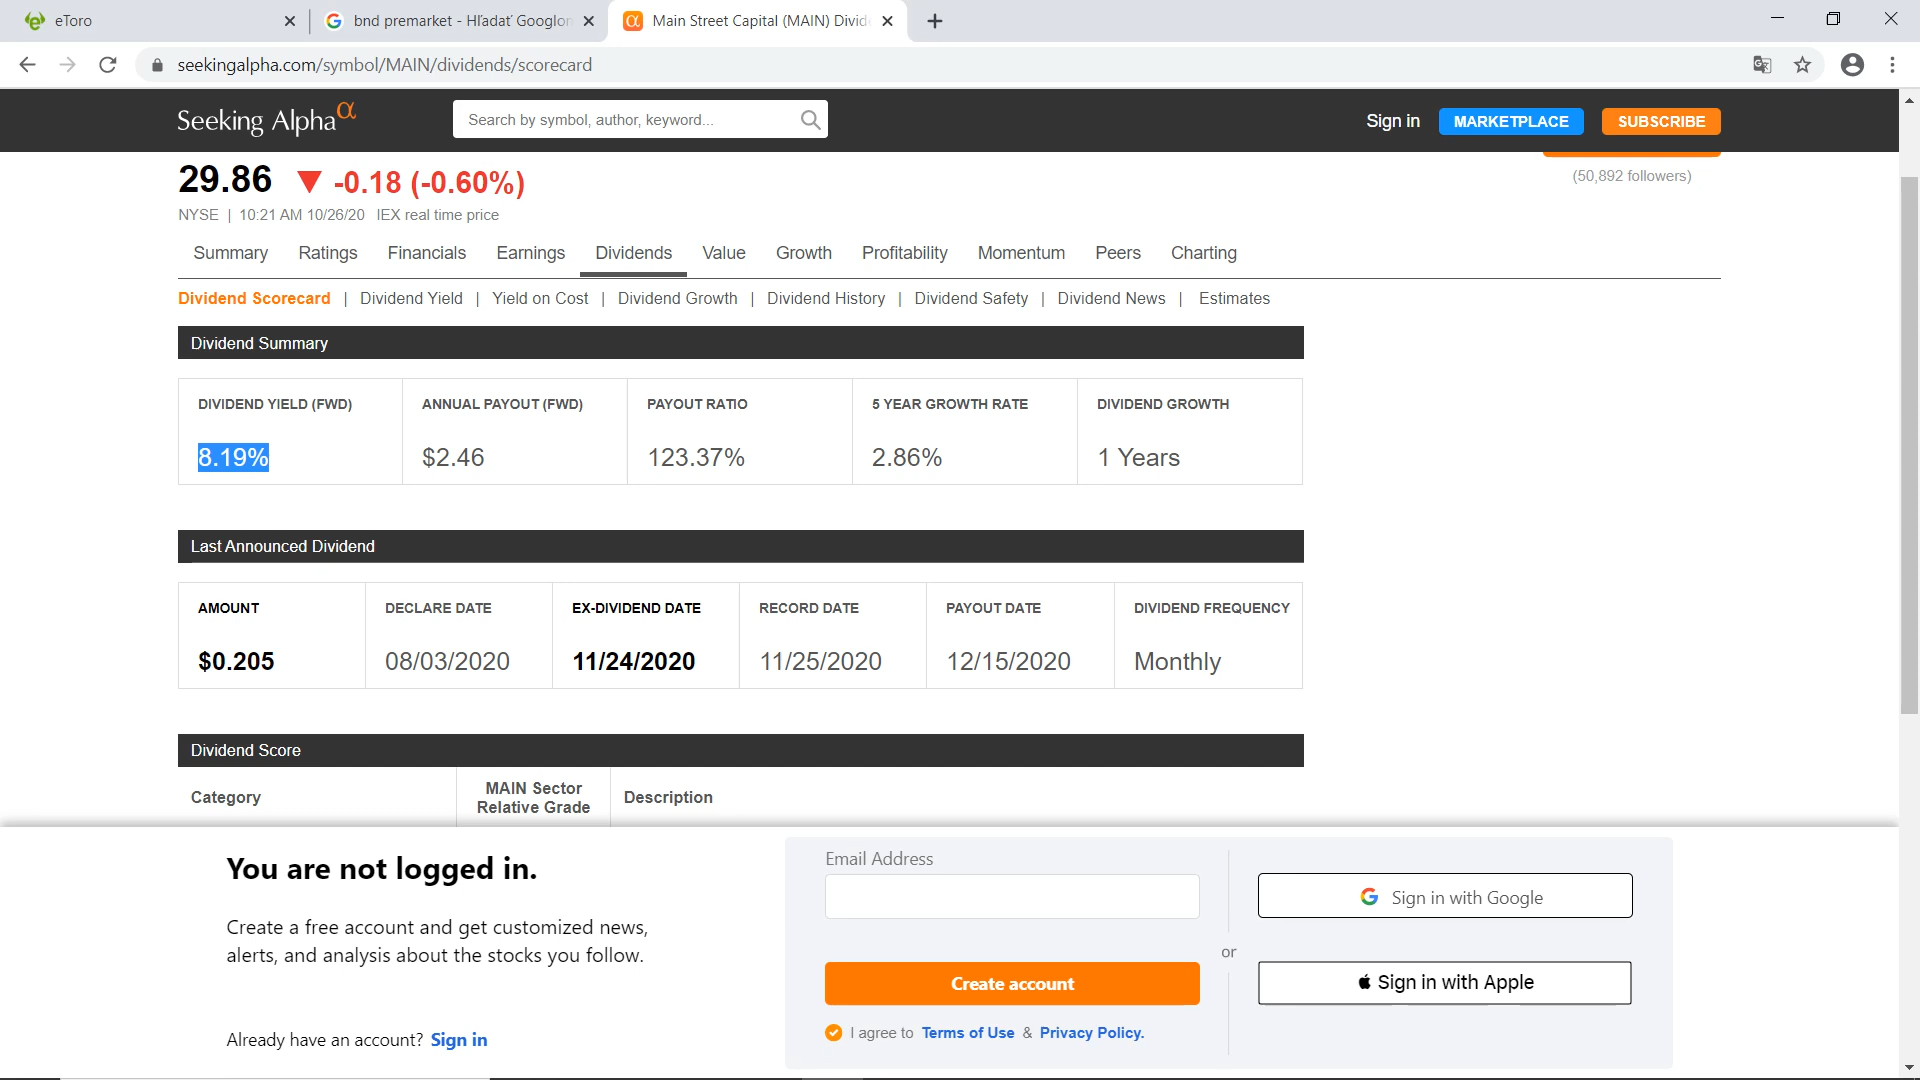 eToro
bnd premarket - Hľadať Googlom
Main Street Capital (MAIN) Divid
seekingalpha.com/symbol/MAIN/dividends/scorecard
Seeking Alpha α
Search by symbol, author, keyword...
Sign in
MARKETPLACE
SUBSCRIBE
29.86 ▼ -0.18 (-0.60%)
(50,892 followers)
NYSE | 10:21 AM 10/26/20 IEX real time price
Summary Ratings Financials Earnings Dividends Value Growth Profitability Momentum Peers Charting
Dividend Scorecard | Dividend Yield | Yield on Cost | Dividend Growth | Dividend History | Dividend Safety | Dividend News | Estimates
Dividend Summary
DIVIDEND YIELD (FWD) ANNUAL PAYOUT (FWD) PAYOUT RATIO 5 YEAR GROWTH RATE DIVIDEND GROWTH
8.19% $2.46 123.37% 2.86% 1 Years
Last Announced Dividend
AMOUNT DECLARE DATE EX-DIVIDEND DATE RECORD DATE PAYOUT DATE DIVIDEND FREQUENCY
$0.205 08/03/2020 11/24/2020 11/25/2020 12/15/2020 Monthly
Dividend Score
Category
MAIN Sector
Relative Grade
Description
You are not logged in.
Create a free account and get customized news,
alerts, and analysis about the stocks you follow.
Already have an account? Sign in
Email Address
Create account
I agree to Terms of Use & Privacy Policy.
or
Sign in with Google
Sign in with Apple